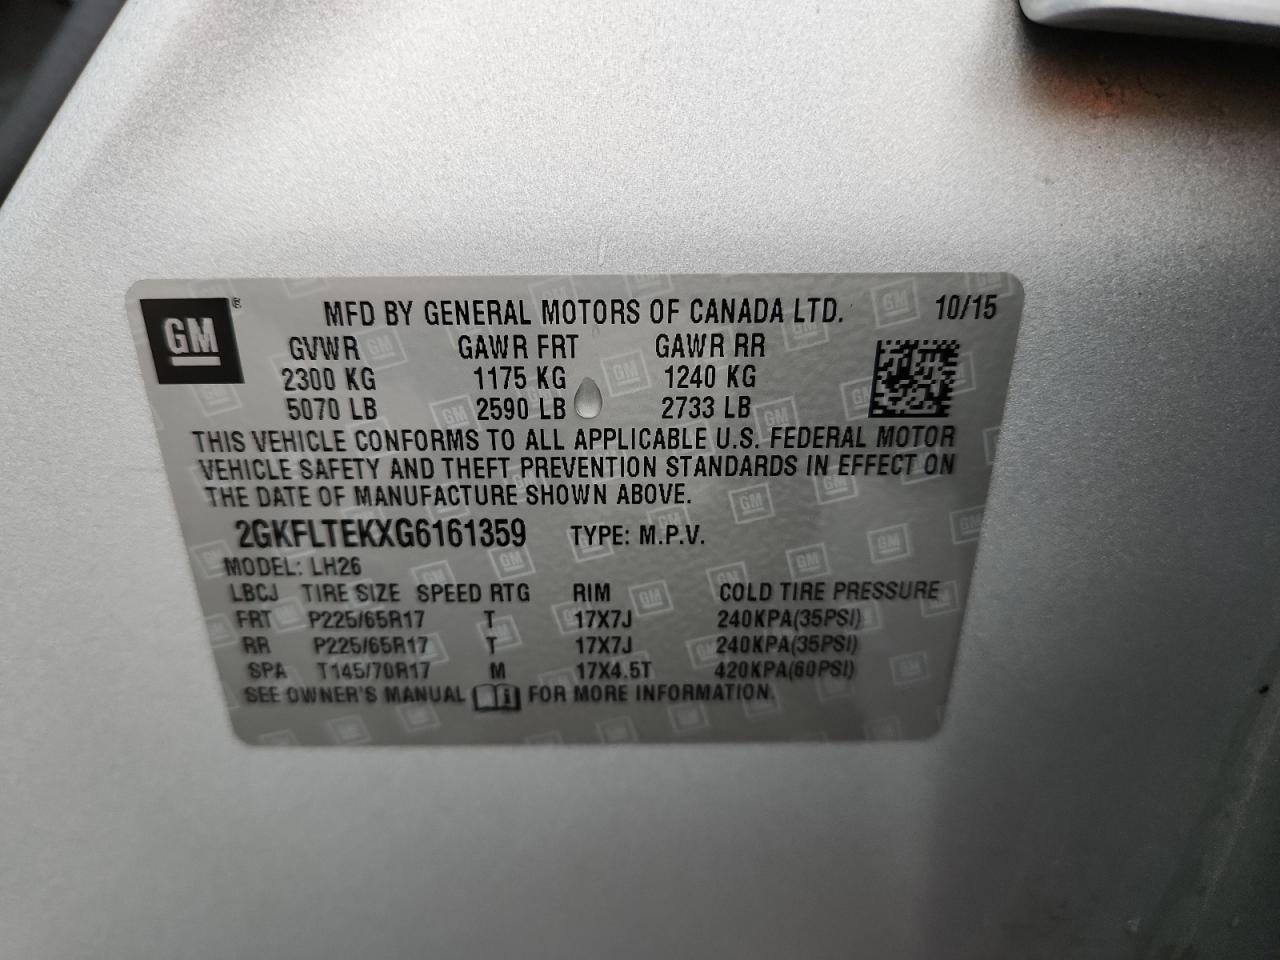 GM ® MFD BY GENERAL MOTORS OF CANADA LTD. 10/15
GVWR GAWR FRT GAWR RR
2300 KG 1175 KG 1240 KG
5070 LB 2590 LB 2733 LB
THIS VEHICLE CONFORMS TO ALL APPLICABLE U.S. FEDERAL MOTOR
VEHICLE SAFETY AND THEFT PREVENTION STANDARDS IN EFFECT ON
THE DATE OF MANUFACTURE SHOWN ABOVE.
2GKFLTEKXG6161359 TYPE: M.P.V.
MODEL: LH26
LBCJ TIRE SIZE SPEED RTG RIM COLD TIRE PRESSURE
FRT P225/65R17 T 17X7J 240KPA(35PSI)
RR P225/65R17 T 17X7J 240KPA(35PSI)
SPA T145/70R17 M 17X4.5T 420KPA(60PSI)
SEE OWNER'S MANUAL i FOR MORE INFORMATION.